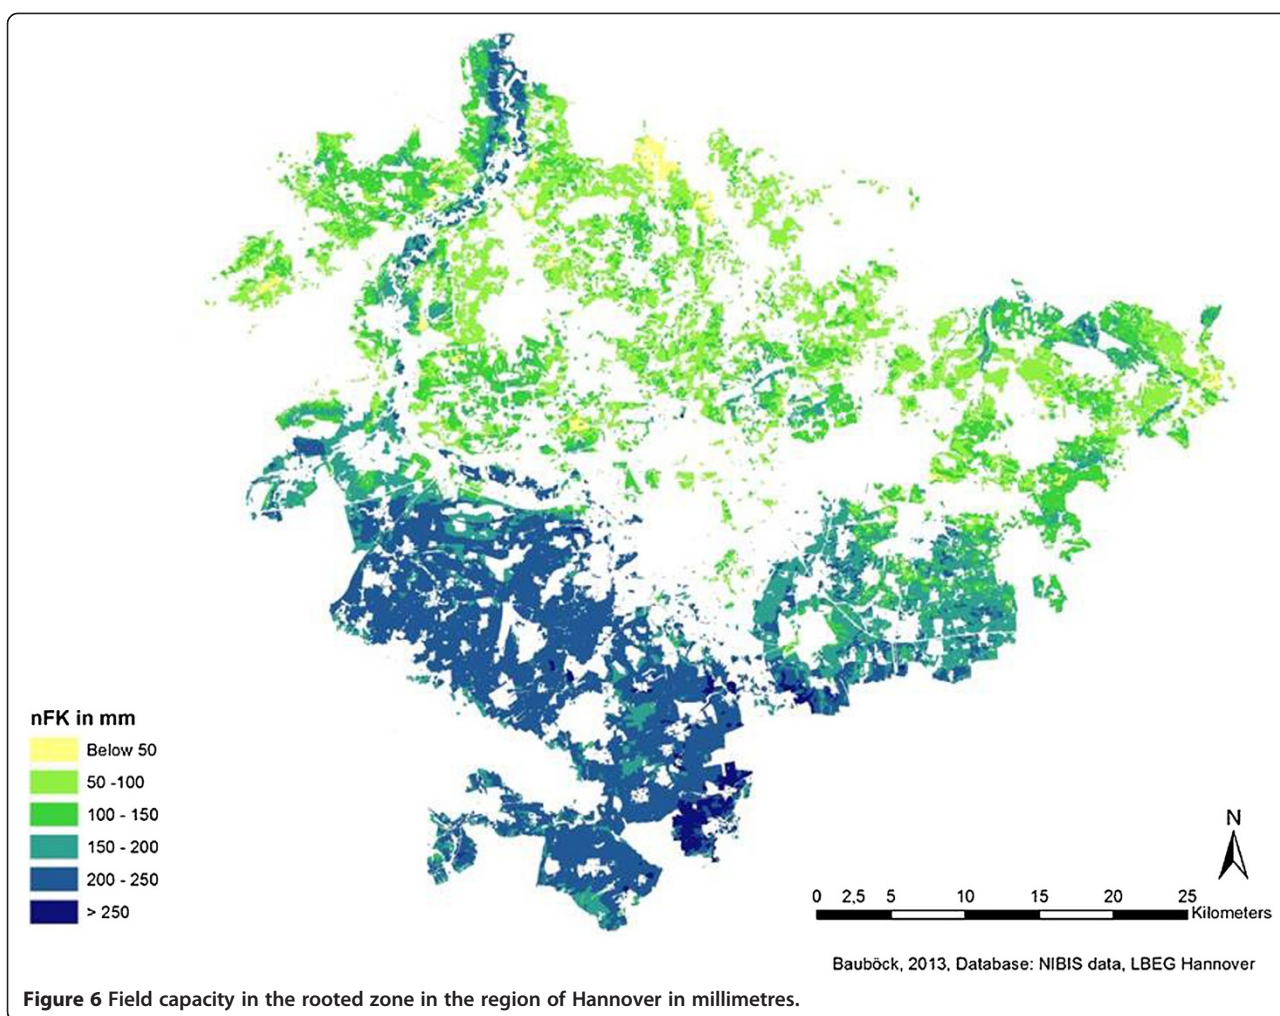 nFK in mm
Below 50
50 -100
100 - 150
150 - 200
200 - 250
> 250
N
0 2,5 5 10 15 20 25
Kilometers
Bauböck, 2013, Database: NIBIS data, LBEG Hannover
Figure 6 Field capacity in the rooted zone in the region of Hannover in millimetres.